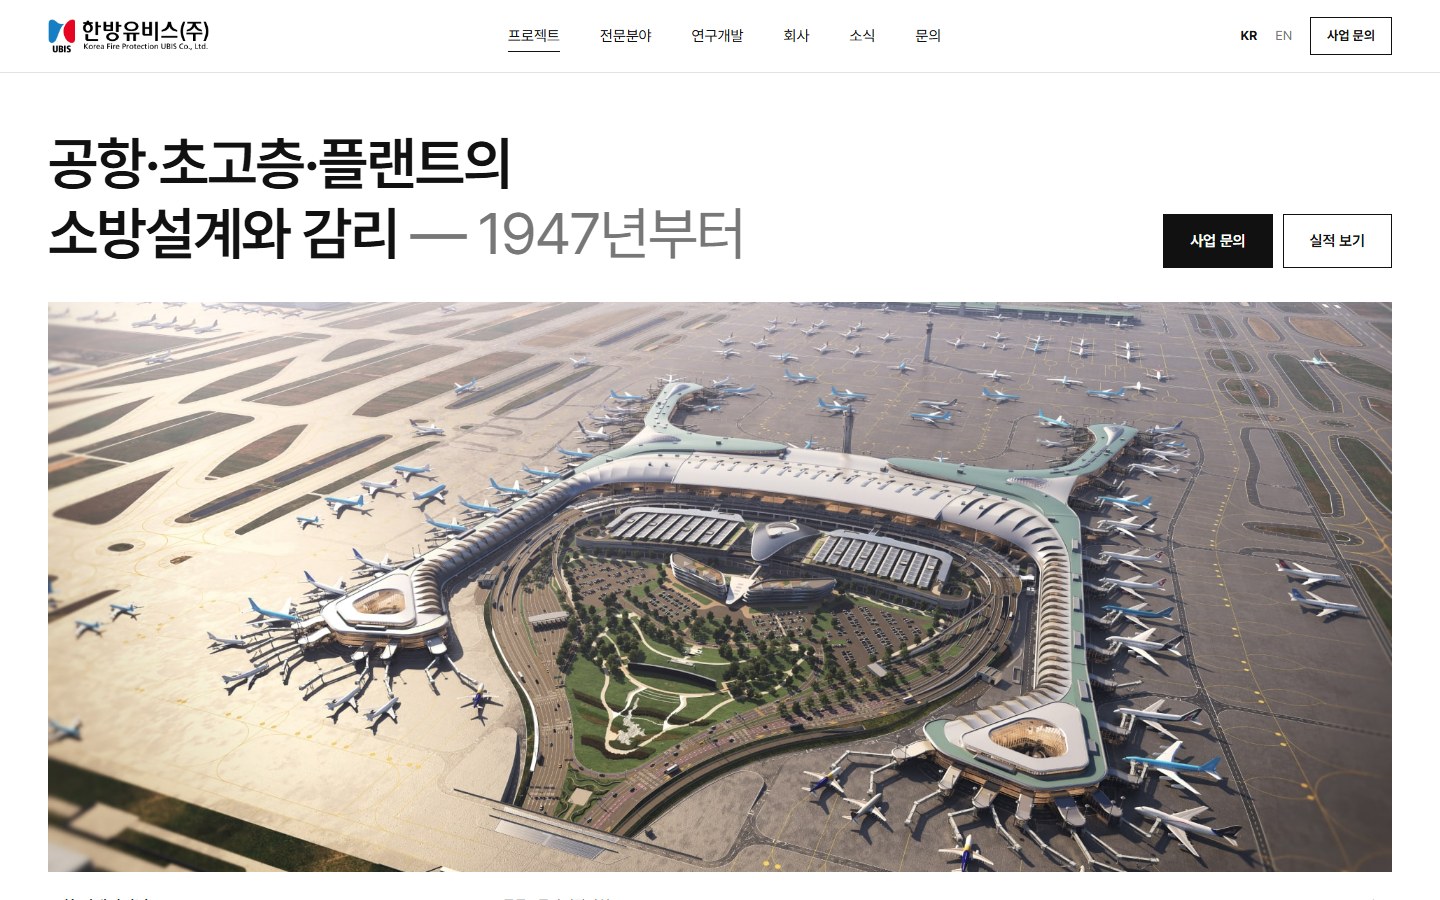 한방유비스(주)
UBIS
Korea Fire Protection UBIS Co., Ltd.
프로젝트
전문분야
연구개발
회사
소식
문의
KR
EN
사업 문의
공항·초고층·플랜트의
소방설계와 감리 — 1947년부터
사업 문의
실적 보기